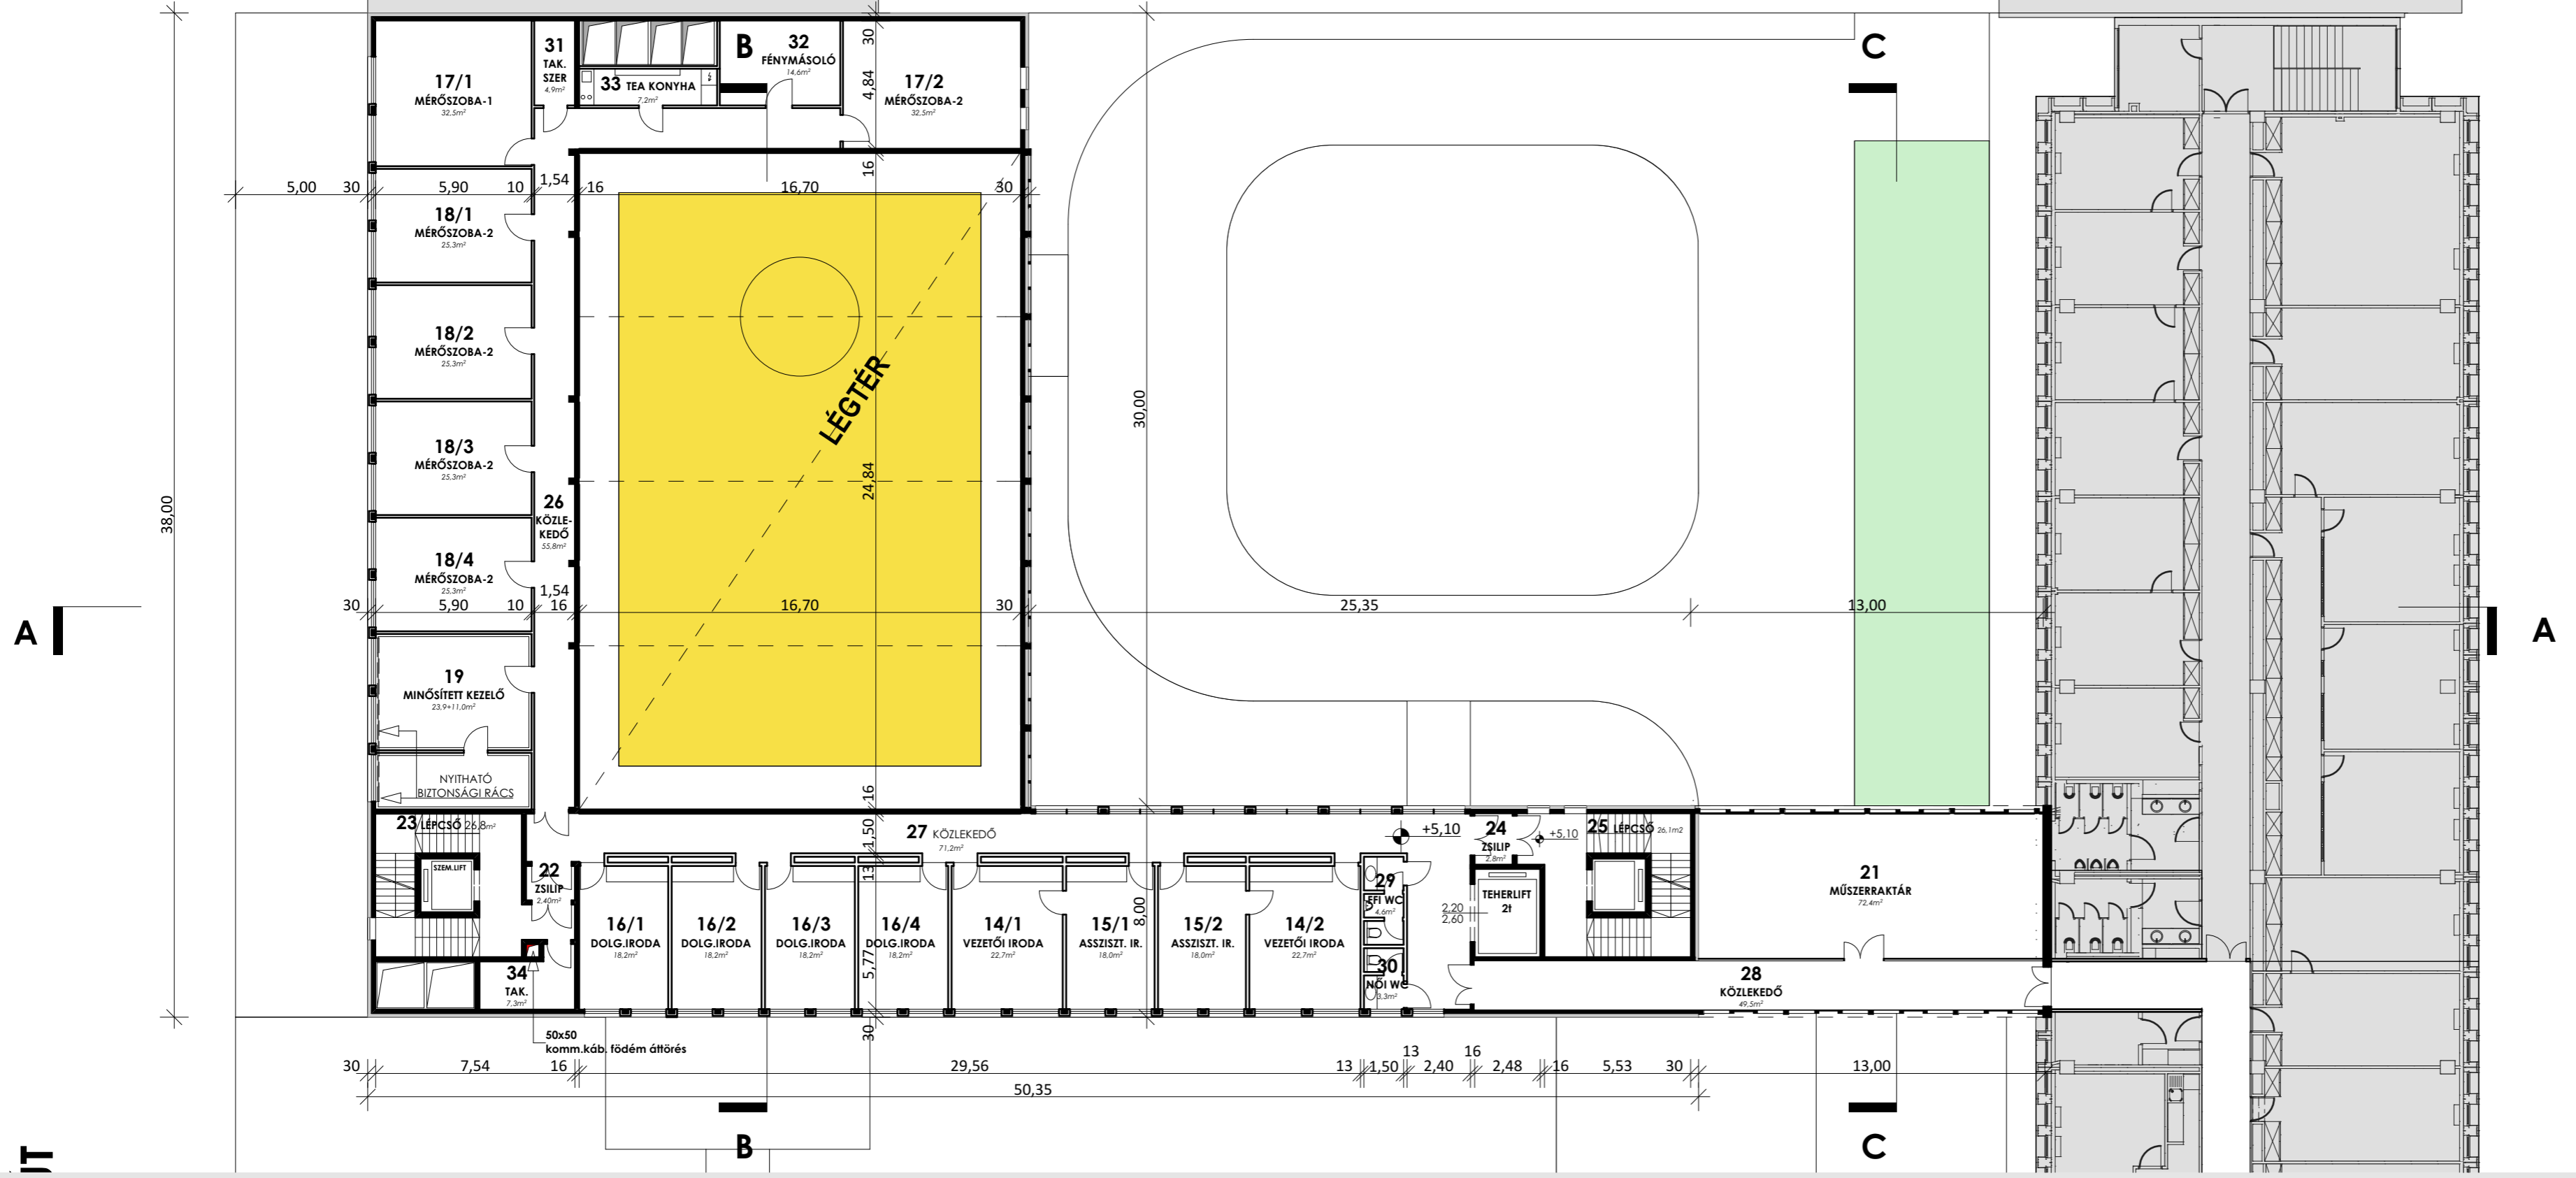 B
C
31
TAK.
SZER
4,9m²
32
FÉNYMÁSOLÓ
14,6m²
30
17/1
MÉRŐSZOBA-1
32,5m²
33 TEA KONYHA
7,2m²
4,84
17/2
MÉRŐSZOBA-2
32,5m²
16
5,00
30
5,90
10
1,54
16
16,70
30
18/1
MÉRŐSZOBA-2
25,3m²
18/2
MÉRŐSZOBA-2
25,3m²
LÉGTÉR
30,00
18/3
MÉRŐSZOBA-2
25,3m²
24,84
38,00
26
KÖZLE-
KEDŐ
55,8m²
18/4
MÉRŐSZOBA-2
25,3m²
30
5,90
10
1,54
16
16,70
30
25,35
13,00
A
A
19
MINŐSÍTETT KEZELŐ
23,9+11,0m²
NYITHATÓ
BIZTONSÁGI RÁCS
16
23 LÉPCSŐ 26,8m²
1,50
27 KÖZLEKEDŐ
71,2m²
+5,10
24
ZSILIP
2,8m²
+5,10
25 LÉPCSŐ 26,1m2
SZEM.LIFT
22
ZSILIP
2,40m²
13
29
FFI WC
4,6m²
TEHERLIFT
2t
2,20
2,60
21
MŰSZERRAKTÁR
72,4m²
16/1
DOLG.IRODA
18,2m²
16/2
DOLG.IRODA
18,2m²
16/3
DOLG.IRODA
18,2m²
16/4
DOLG.IRODA
18,2m²
5,77
14/1
VEZETŐI IRODA
22,7m²
15/1
ASSZISZT. IR.
18,0m²
8,00
15/2
ASSZISZT. IR.
18,0m²
14/2
VEZETŐI IRODA
22,7m²
34
TAK.
7,3m²
30
NŐI WC
3,3m²
28
KÖZLEKEDŐ
49,5m²
50x50
komm.káb. födém áttörés
30
30
7,54
16
29,56
13
1,50
13
2,40
16
2,48
16
5,53
30
13,00
50,35
B
C
ÚT